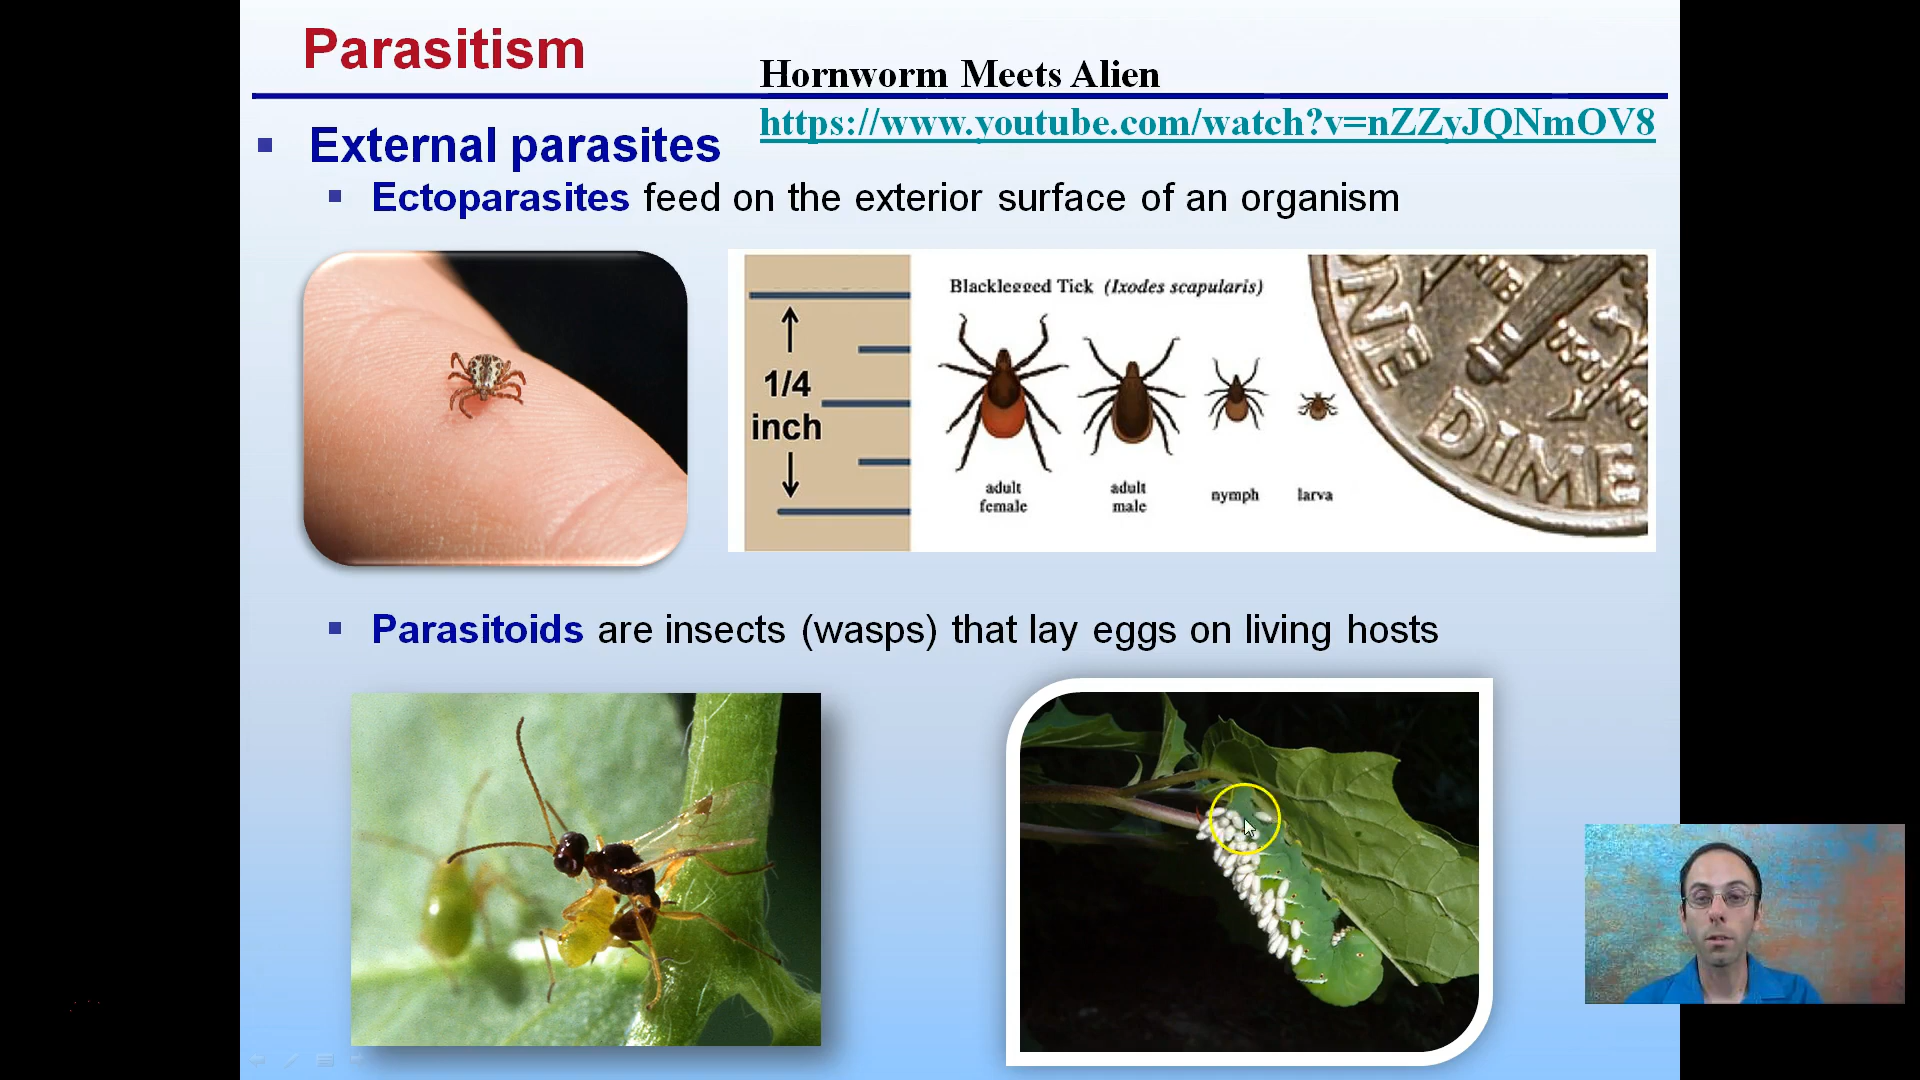 Parasitism
Hornworm Meets Alien
https://www.youtube.com/watch?v=nZZyJQNmOV8
External parasites
Ectoparasites feed on the exterior surface of an organism
1/4
inch
Blacklegged Tick (Ixodes scapularis)
adult
female
adult
male
nymph
larva
ONE DIME
Parasitoids are insects (wasps) that lay eggs on living hosts